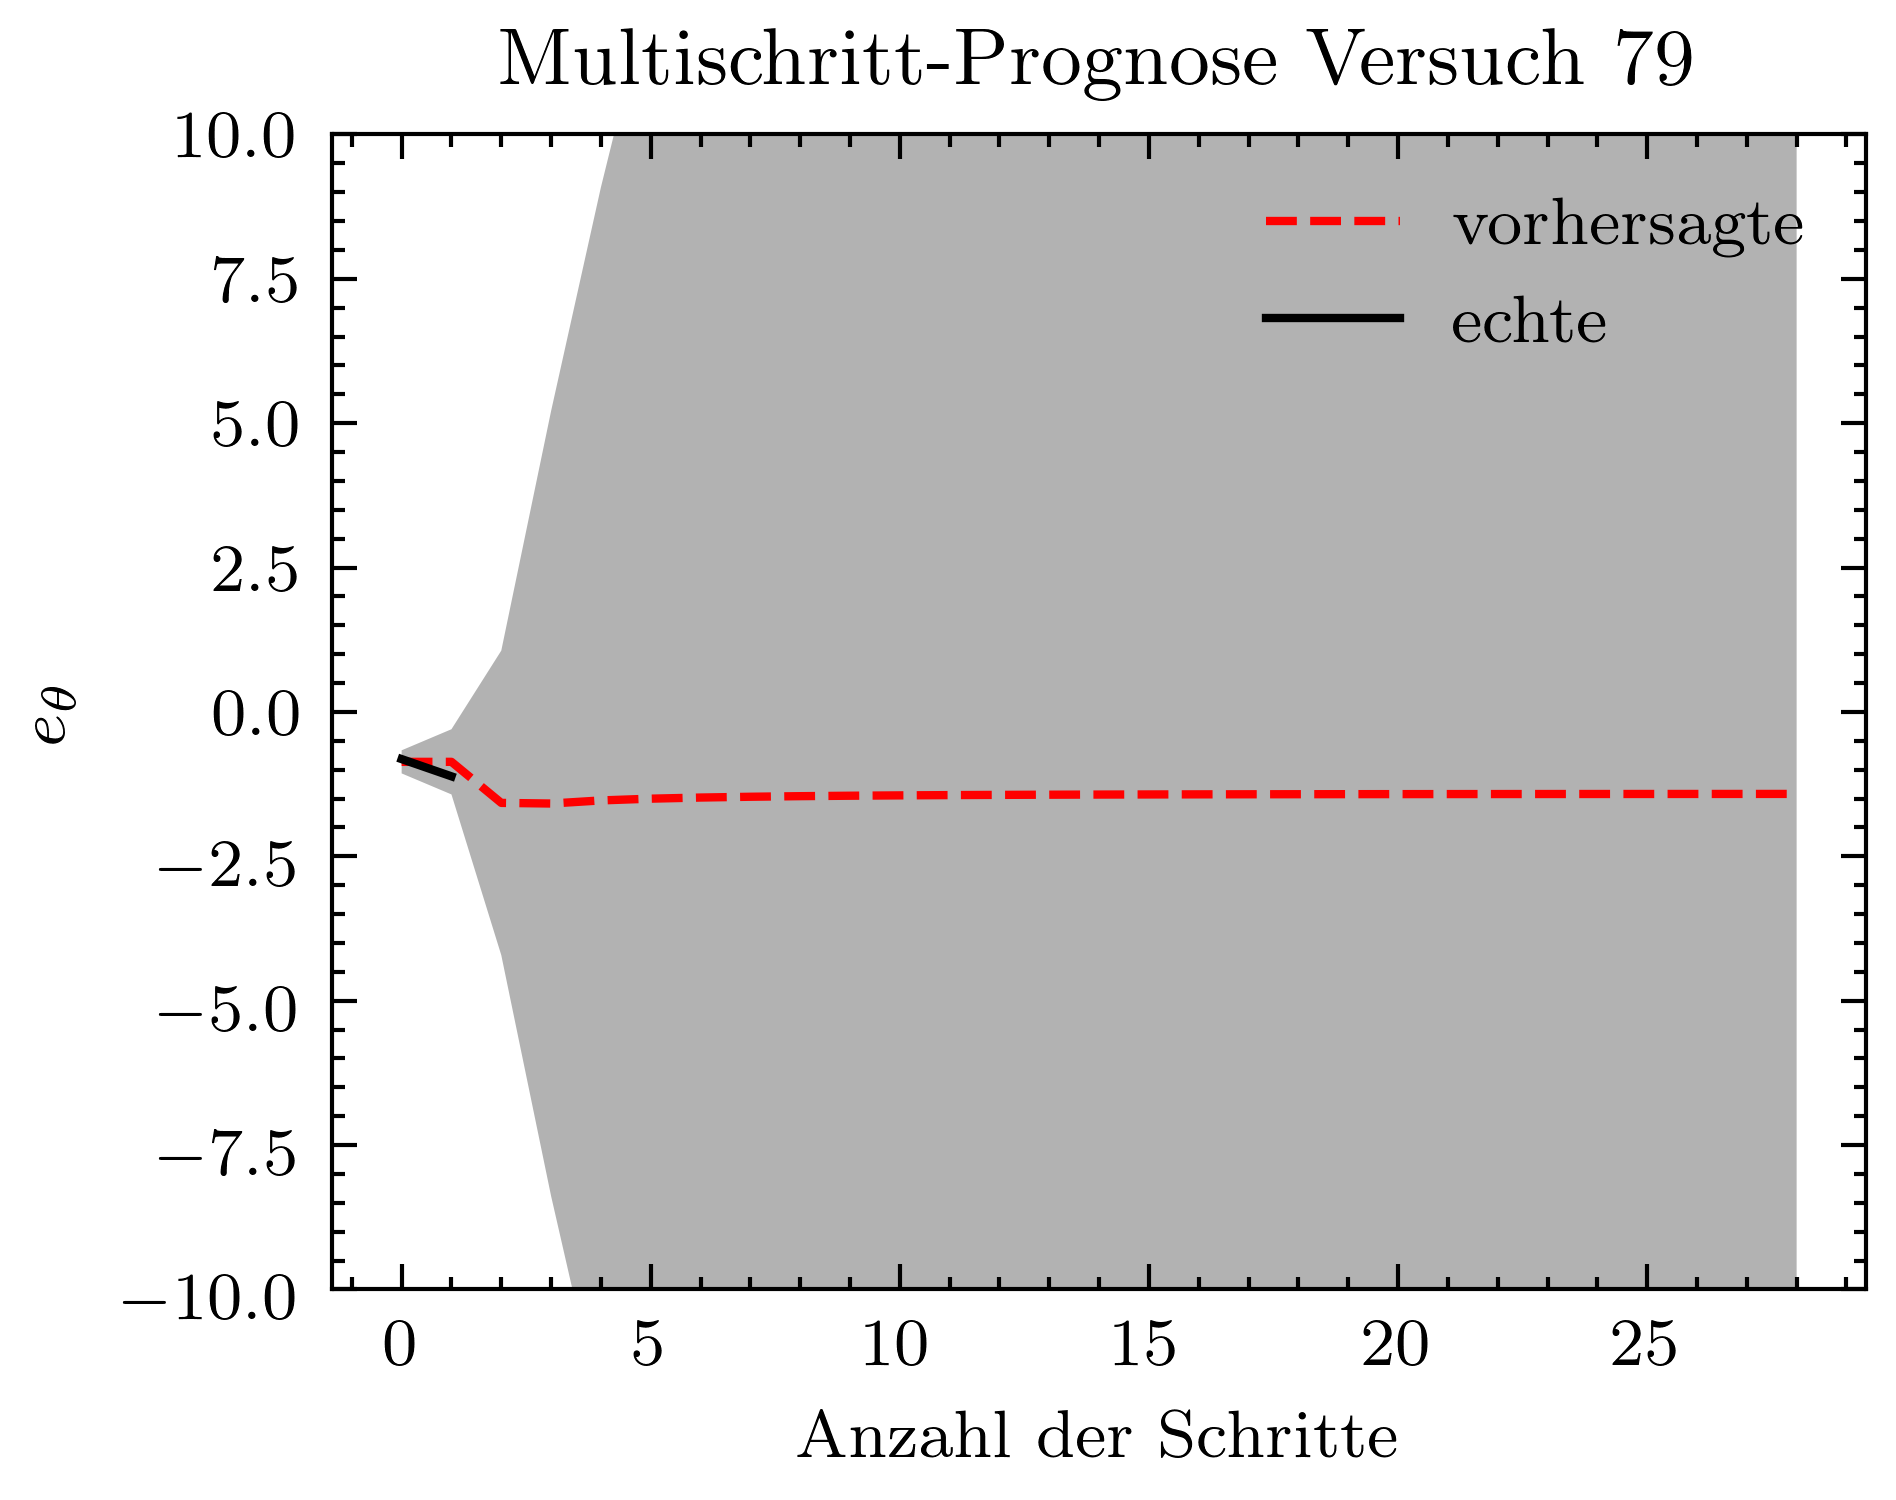 Multischritt-Prognose Versuch 79
10.0
7.5
5.0
2.5
0.0
−2.5
−5.0
−7.5
−10.0
e_θ
vorhersagte
echte
0 5 10 15 20 25
Anzahl der Schritte